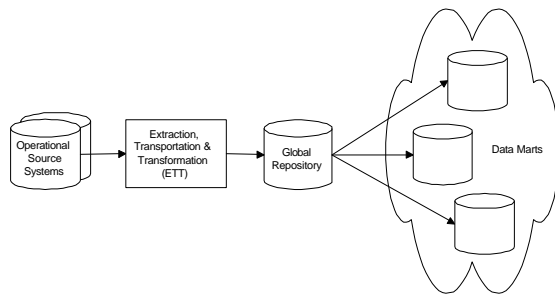 Operational
Source
Systems
Extraction,
Transportation &
Transformation
(ETT)
Global
Repository
Data Marts